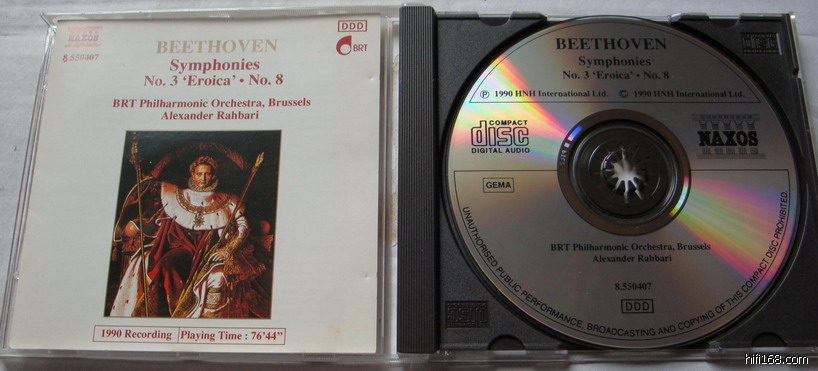 NAXOS
8.550407
DDD
BRT
BEETHOVEN
Symphonies
No. 3 ‘Eroica’ • No. 8
BRT Philharmonic Orchestra, Brussels
Alexander Rahbari
1990 Recording
Playing Time : 76’44”
BEETHOVEN
Symphonies
No. 3 ‘Eroica’ • No. 8
Ⓟ 1990 HNH International Ltd. © 1990 HNH International Ltd.
COMPACT
disc
DIGITAL AUDIO
NAXOS
GEMA
BRT Philharmonic Orchestra, Brussels
Alexander Rahbari
8.550407
DDD
UNAUTHORISED PUBLIC PERFORMANCE, BROADCASTING AND COPYING OF THIS COMPACT DISC PROHIBITED.
hifi168.com